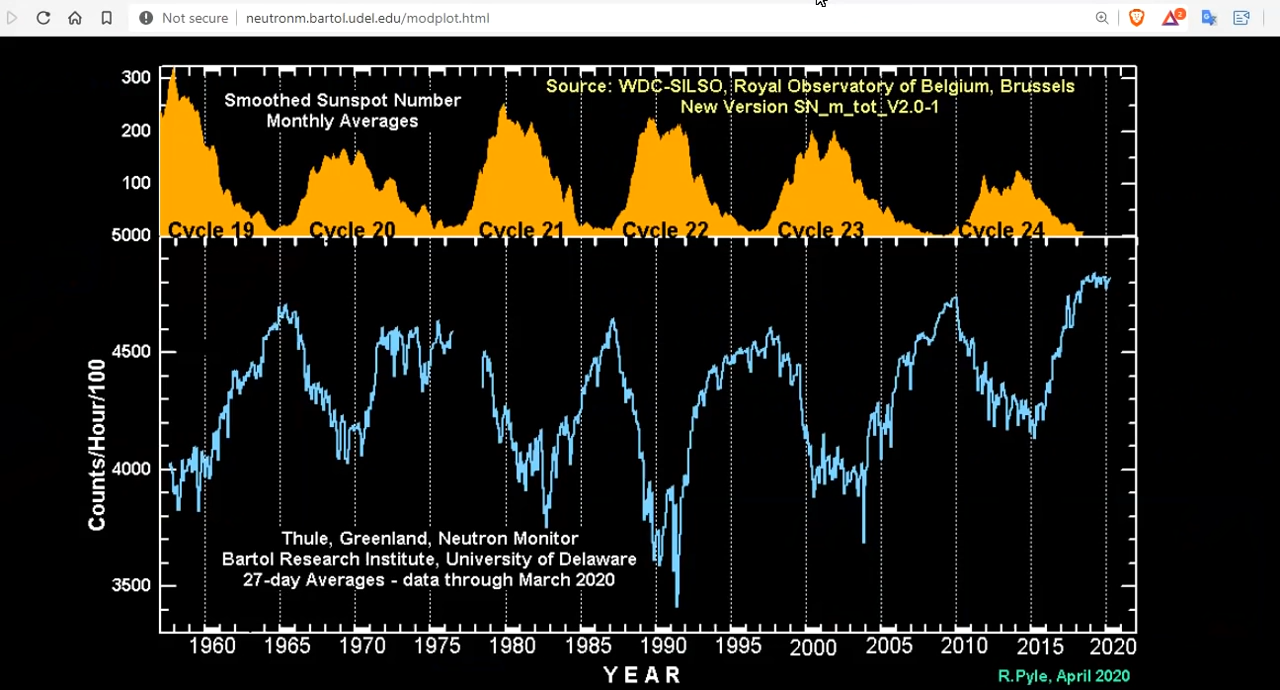 Not secure
neutronm.bartol.udel.edu/modplot.html
2
300
200
100
5000
4500
4000
3500
Smoothed Sunspot Number
Monthly Averages
Source: WDC-SILSO, Royal Observatory of Belgium, Brussels
New Version SN_m_tot_V2.0-1
Cycle 19
Cycle 20
Cycle 21
Cycle 22
Cycle 23
Cycle 24
Counts/Hour/100
Thule, Greenland, Neutron Monitor
Bartol Research Institute, University of Delaware
27-day Averages - data through March 2020
1960 1965 1970 1975 1980 1985 1990 1995 2000 2005 2010 2015 2020
YEAR
R.Pyle, April 2020